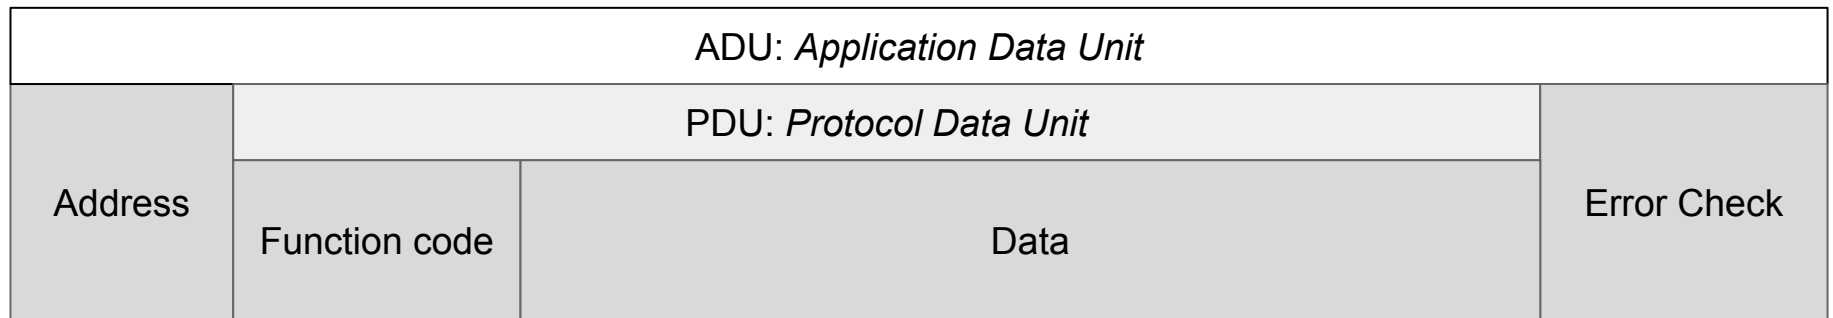 ADU: Application Data Unit
PDU: Protocol Data Unit
Address
Error Check
Function code
Data